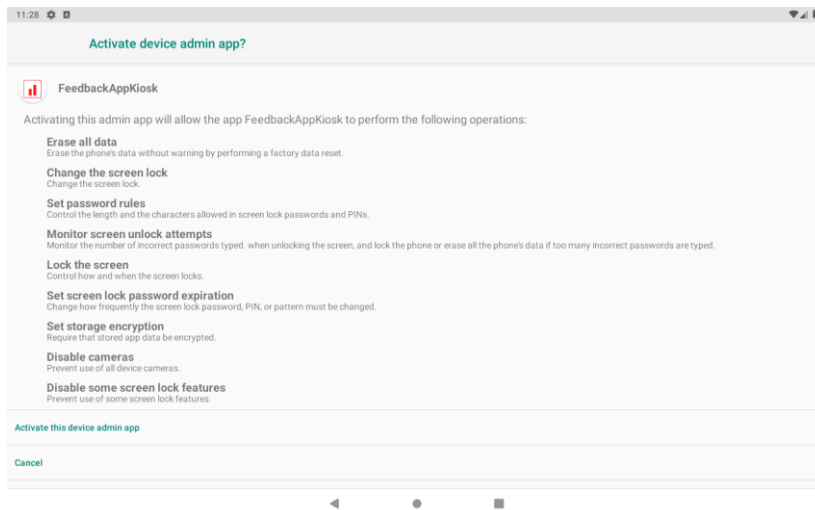 11:28
Activate device admin app?
FeedbackAppKiosk
Activating this admin app will allow the app FeedbackAppKiosk to perform the following operations:
Erase all data
Erase the phone's data without warning by performing a factory data reset.
Change the screen lock
Change the screen lock.
Set password rules
Control the length and the characters allowed in screen lock passwords and PINs.
Monitor screen unlock attempts
Monitor the number of incorrect passwords typed. when unlocking the screen, and lock the phone or erase all the phone's data if too many incorrect passwords are typed.
Lock the screen
Control how and when the screen locks.
Set screen lock password expiration
Change how frequently the screen lock password, PIN, or pattern must be changed.
Set storage encryption
Require that stored app data be encrypted.
Disable cameras
Prevent use of all device cameras.
Disable some screen lock features
Prevent use of some screen lock features.
Activate this device admin app
Cancel